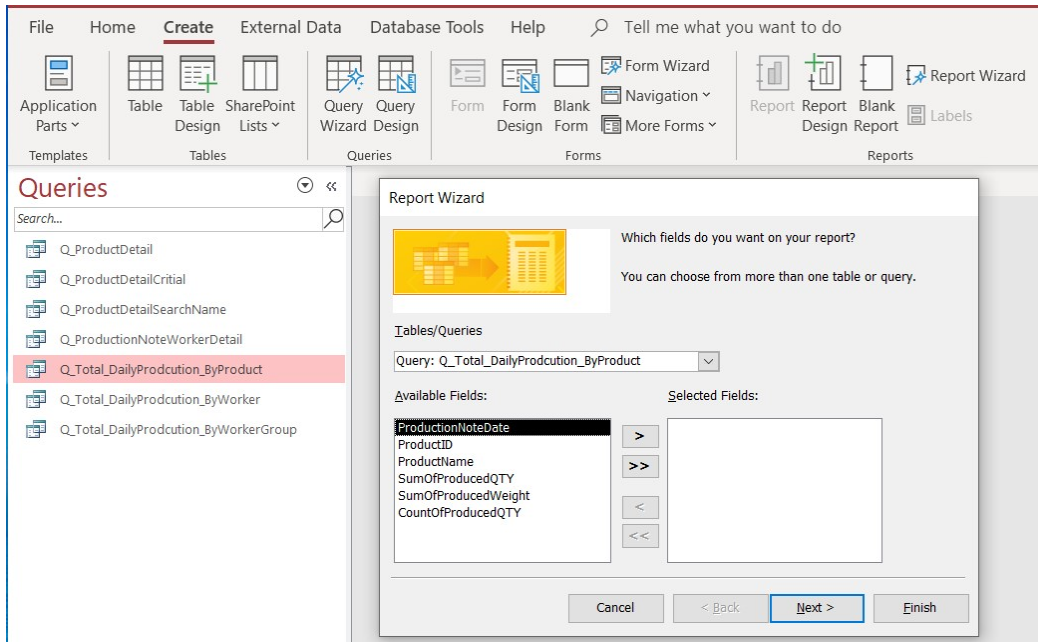 File Home Create External Data Database Tools Help Tell me what you want to do
Application Parts
Table
Table Design
SharePoint Lists
Query Wizard
Query Design
Form
Form Design
Blank Form
Form Wizard
Navigation
More Forms
Report
Report Design
Blank Report
Report Wizard
Labels
Templates Tables Queries Forms Reports
Queries
Search...
Q_ProductDetail
Q_ProductDetailCritial
Q_ProductDetailSearchName
Q_ProductionNoteWorkerDetail
Q_Total_DailyProdcution_ByProduct
Q_Total_DailyProdcution_ByWorker
Q_Total_DailyProdcution_ByWorkerGroup
Report Wizard
Which fields do you want on your report?
You can choose from more than one table or query.
Tables/Queries
Query: Q_Total_DailyProdcution_ByProduct
Available Fields: Selected Fields:
ProductionNoteDate
ProductID
ProductName
SumOfProducedQTY
SumOfProducedWeight
CountOfProducedQTY
>
>>
<
<<
Cancel < Back Next > Finish